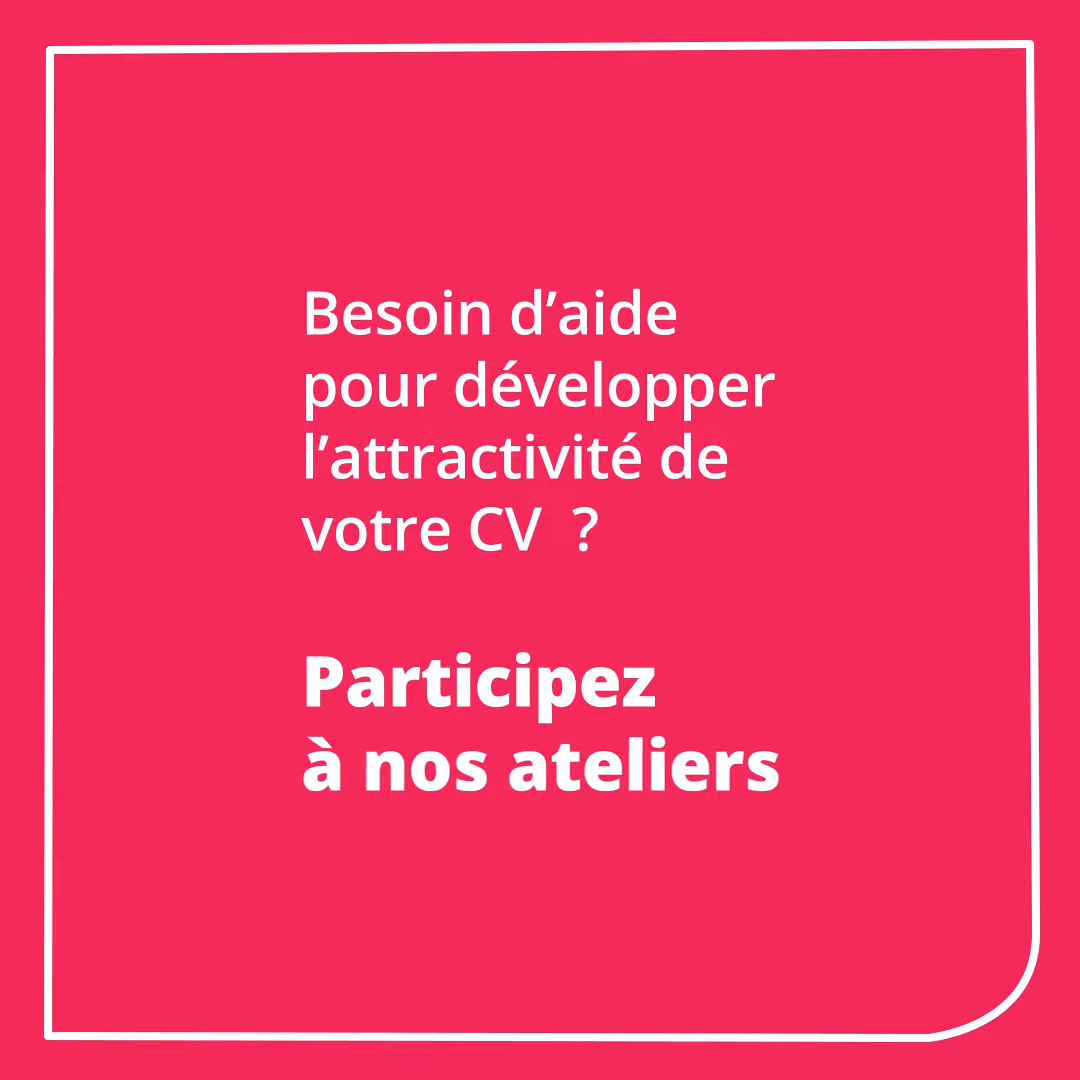 Besoin d’aide
pour développer
l’attractivité de
votre CV  ?
Participez
à nos ateliers